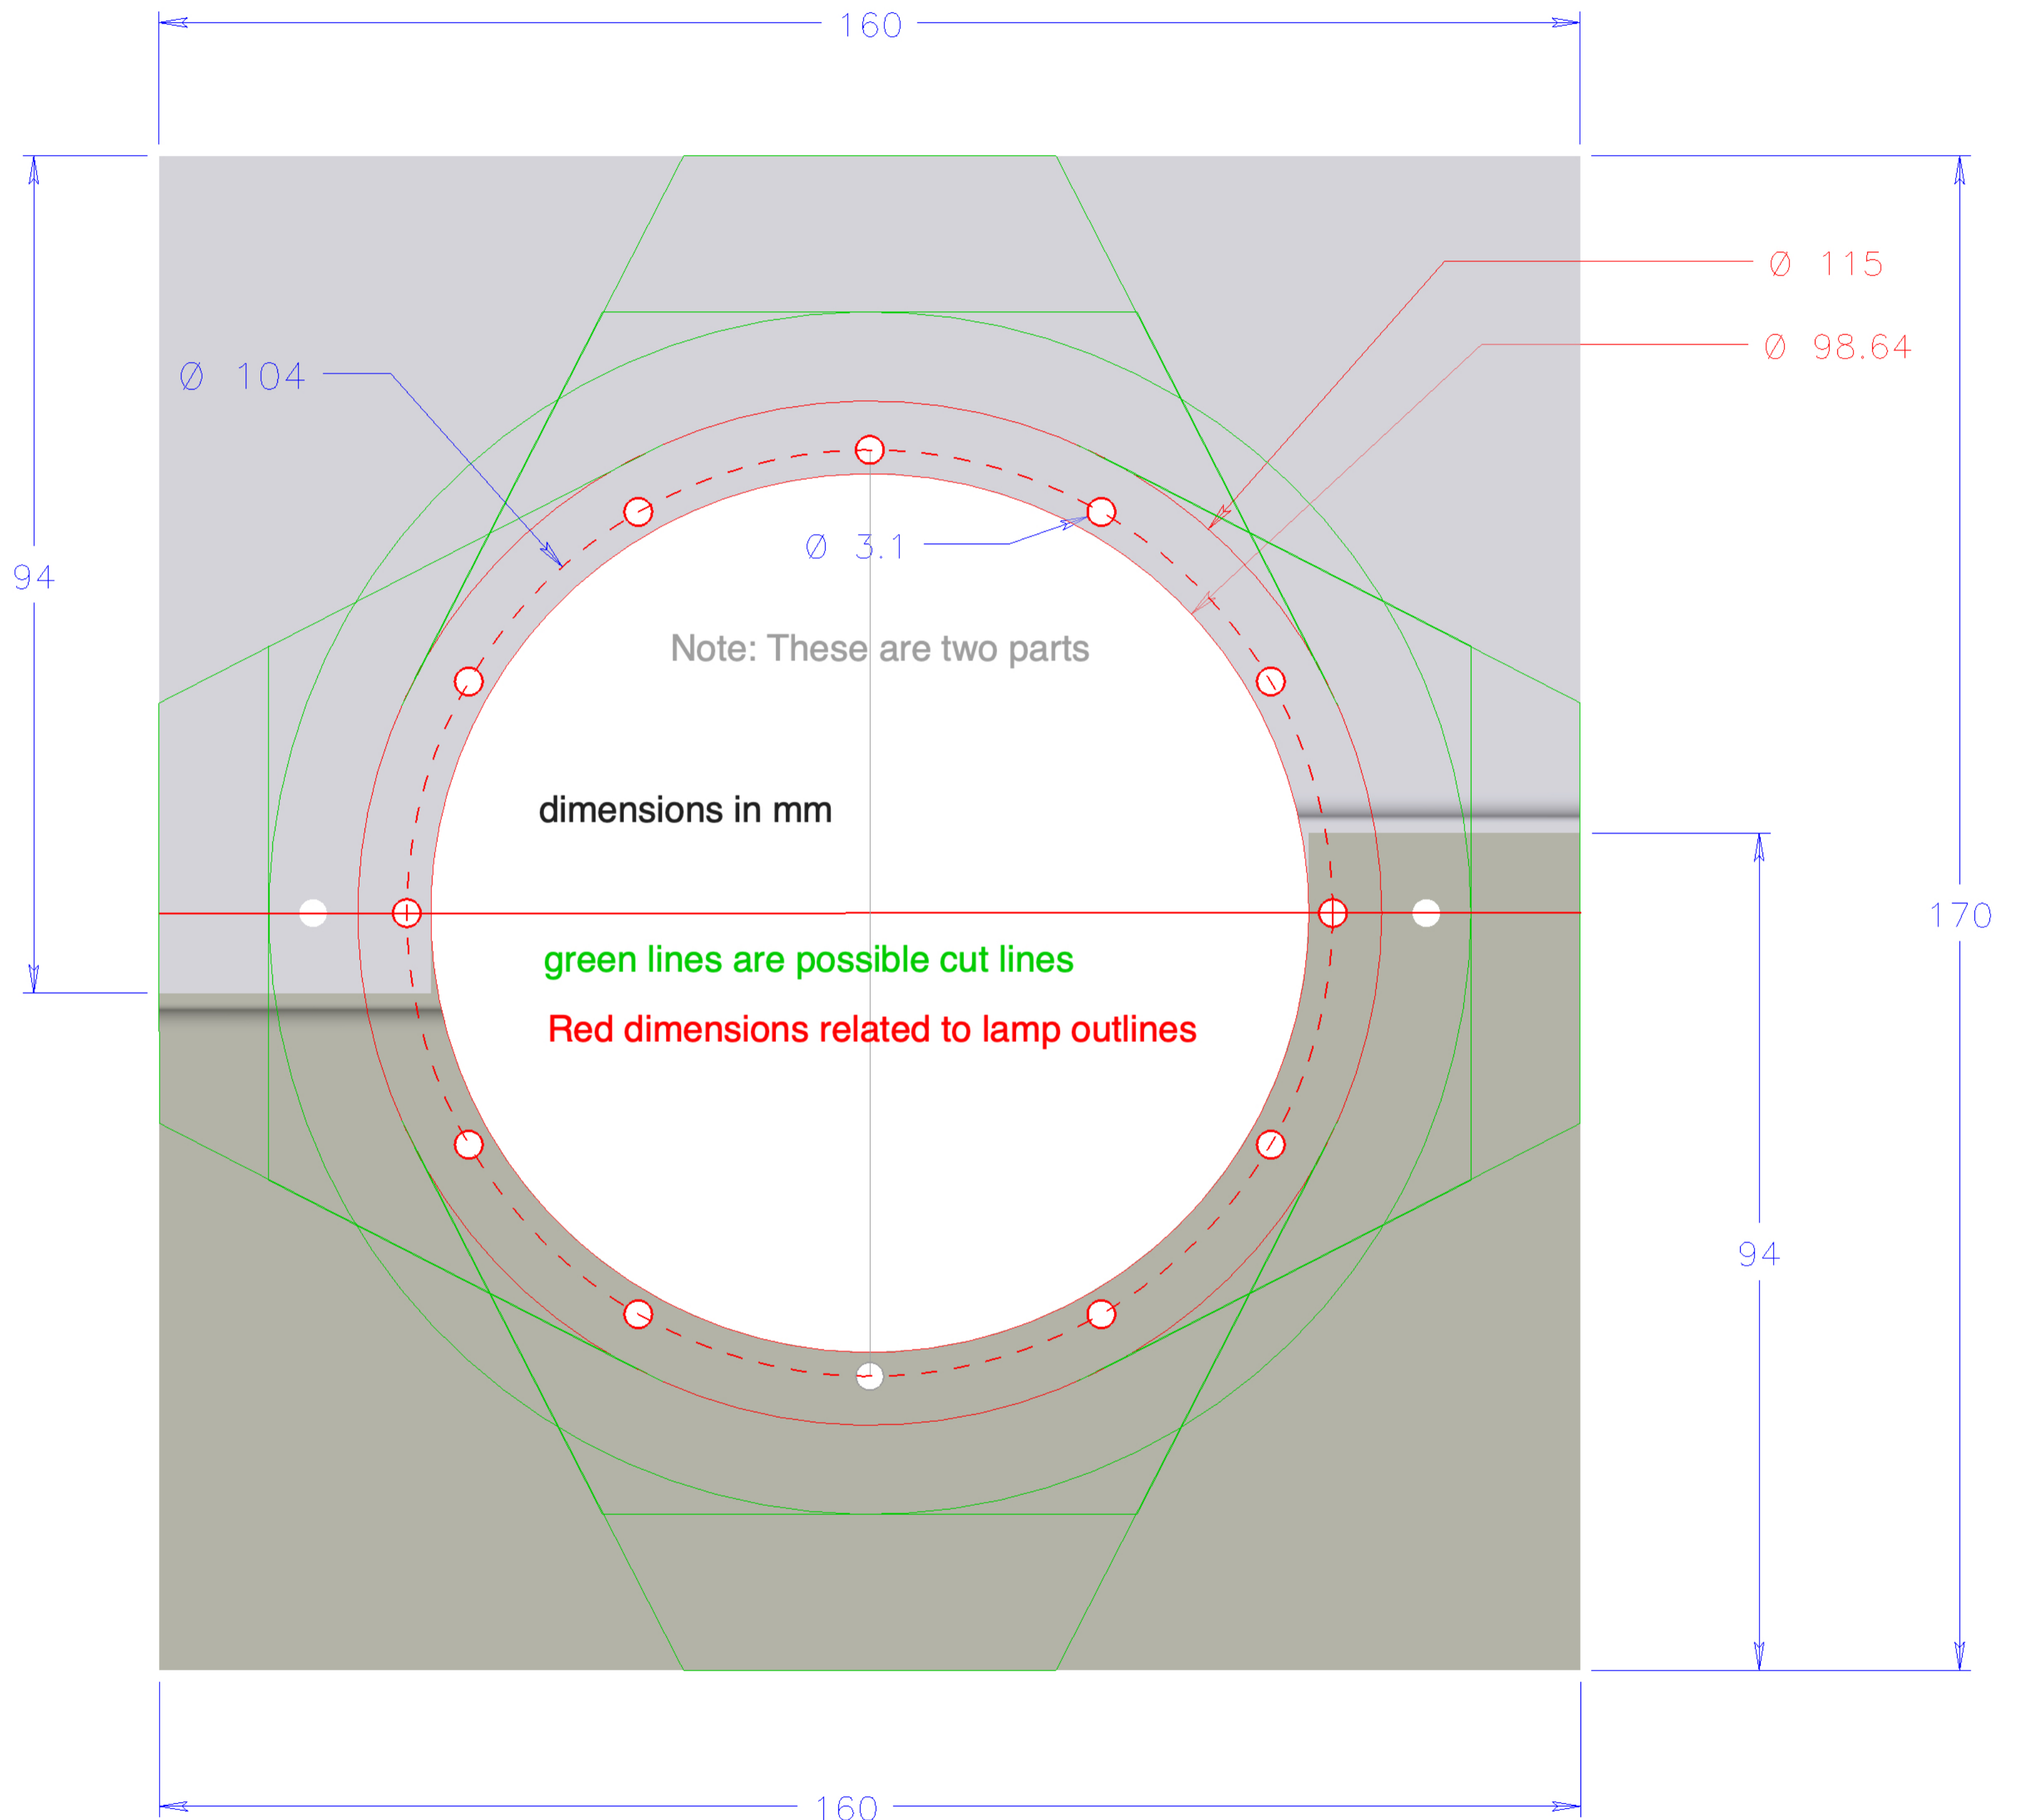 160
Ø 115
Ø 98.64
Ø 104
Ø 3.1
94
Note: These are two parts
dimensions in mm
170
green lines are possible cut lines
Red dimensions related to lamp outlines
94
160